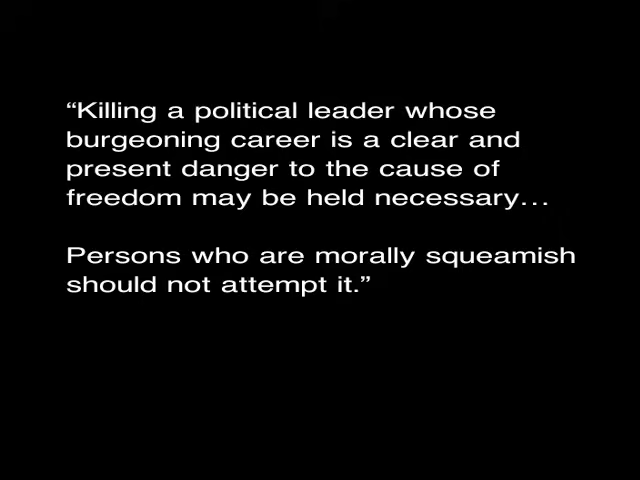 “Killing a political leader whose
burgeoning career is a clear and
present danger to the cause of
freedom may be held necessary...
Persons who are morally squeamish
should not attempt it.”